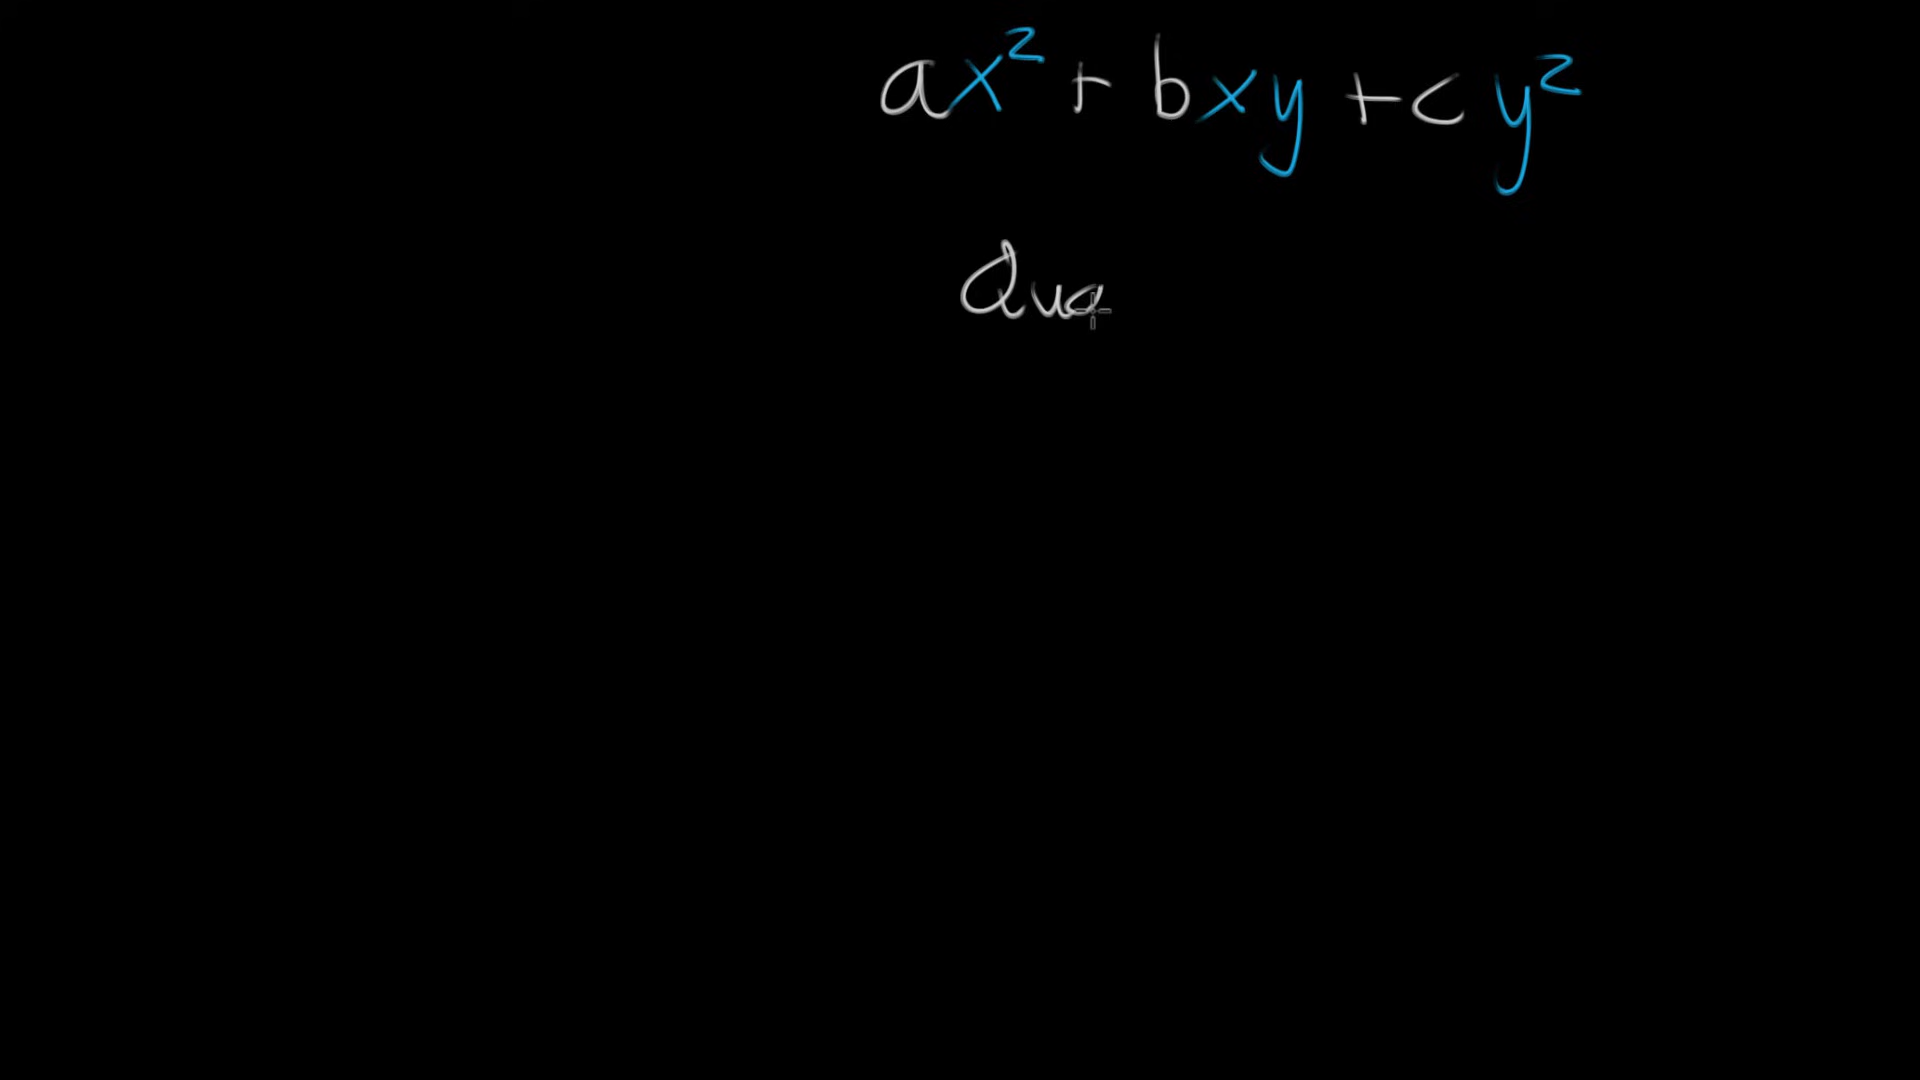 ax² + bxy + cy²
Qua